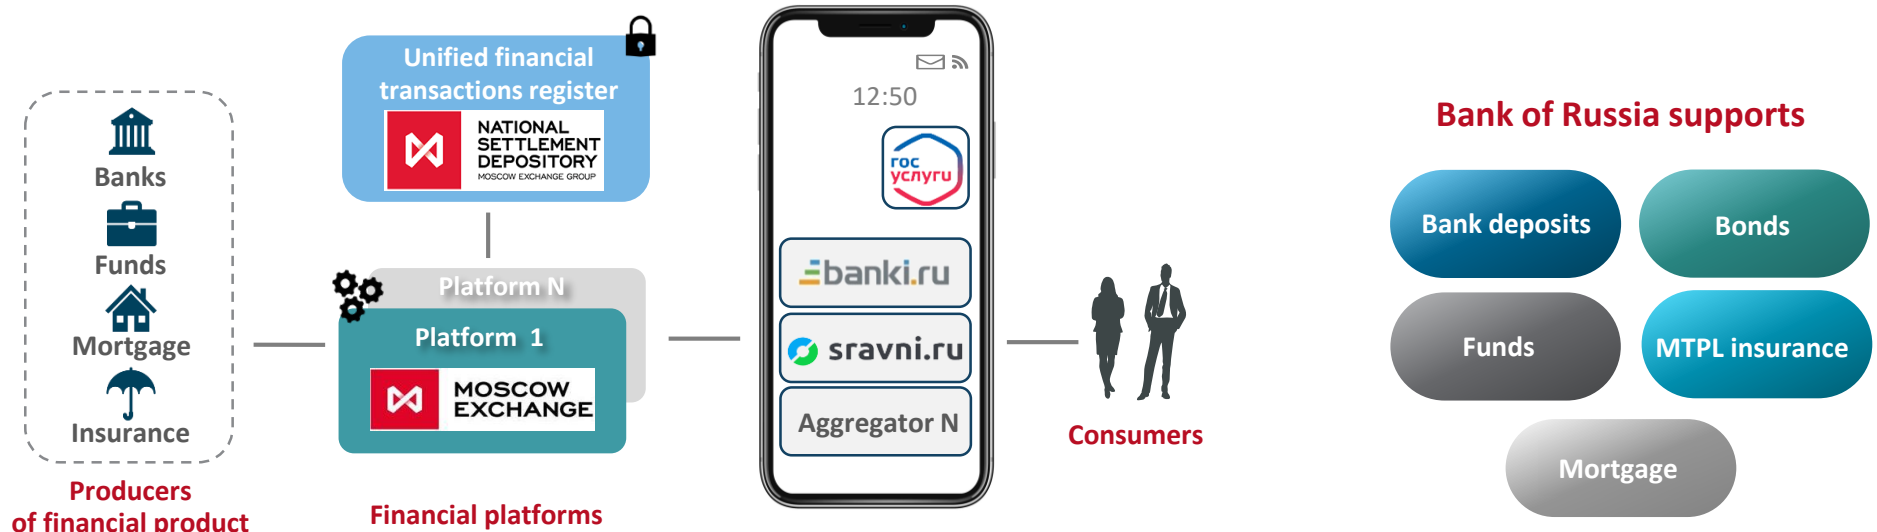 Banks
Funds
Mortgage
Insurance
Producers
of financial product
Unified financial
transactions register
NATIONAL
SETTLEMENT
DEPOSITORY
MOSCOW EXCHANGE GROUP
Platform N
Platform 1
MOSCOW
EXCHANGE
Financial platforms
12:50
гос
услуги
banki.ru
sravni.ru
Aggregator N
Consumers
Bank of Russia supports
Bank deposits
Bonds
Funds
MTPL insurance
Mortgage